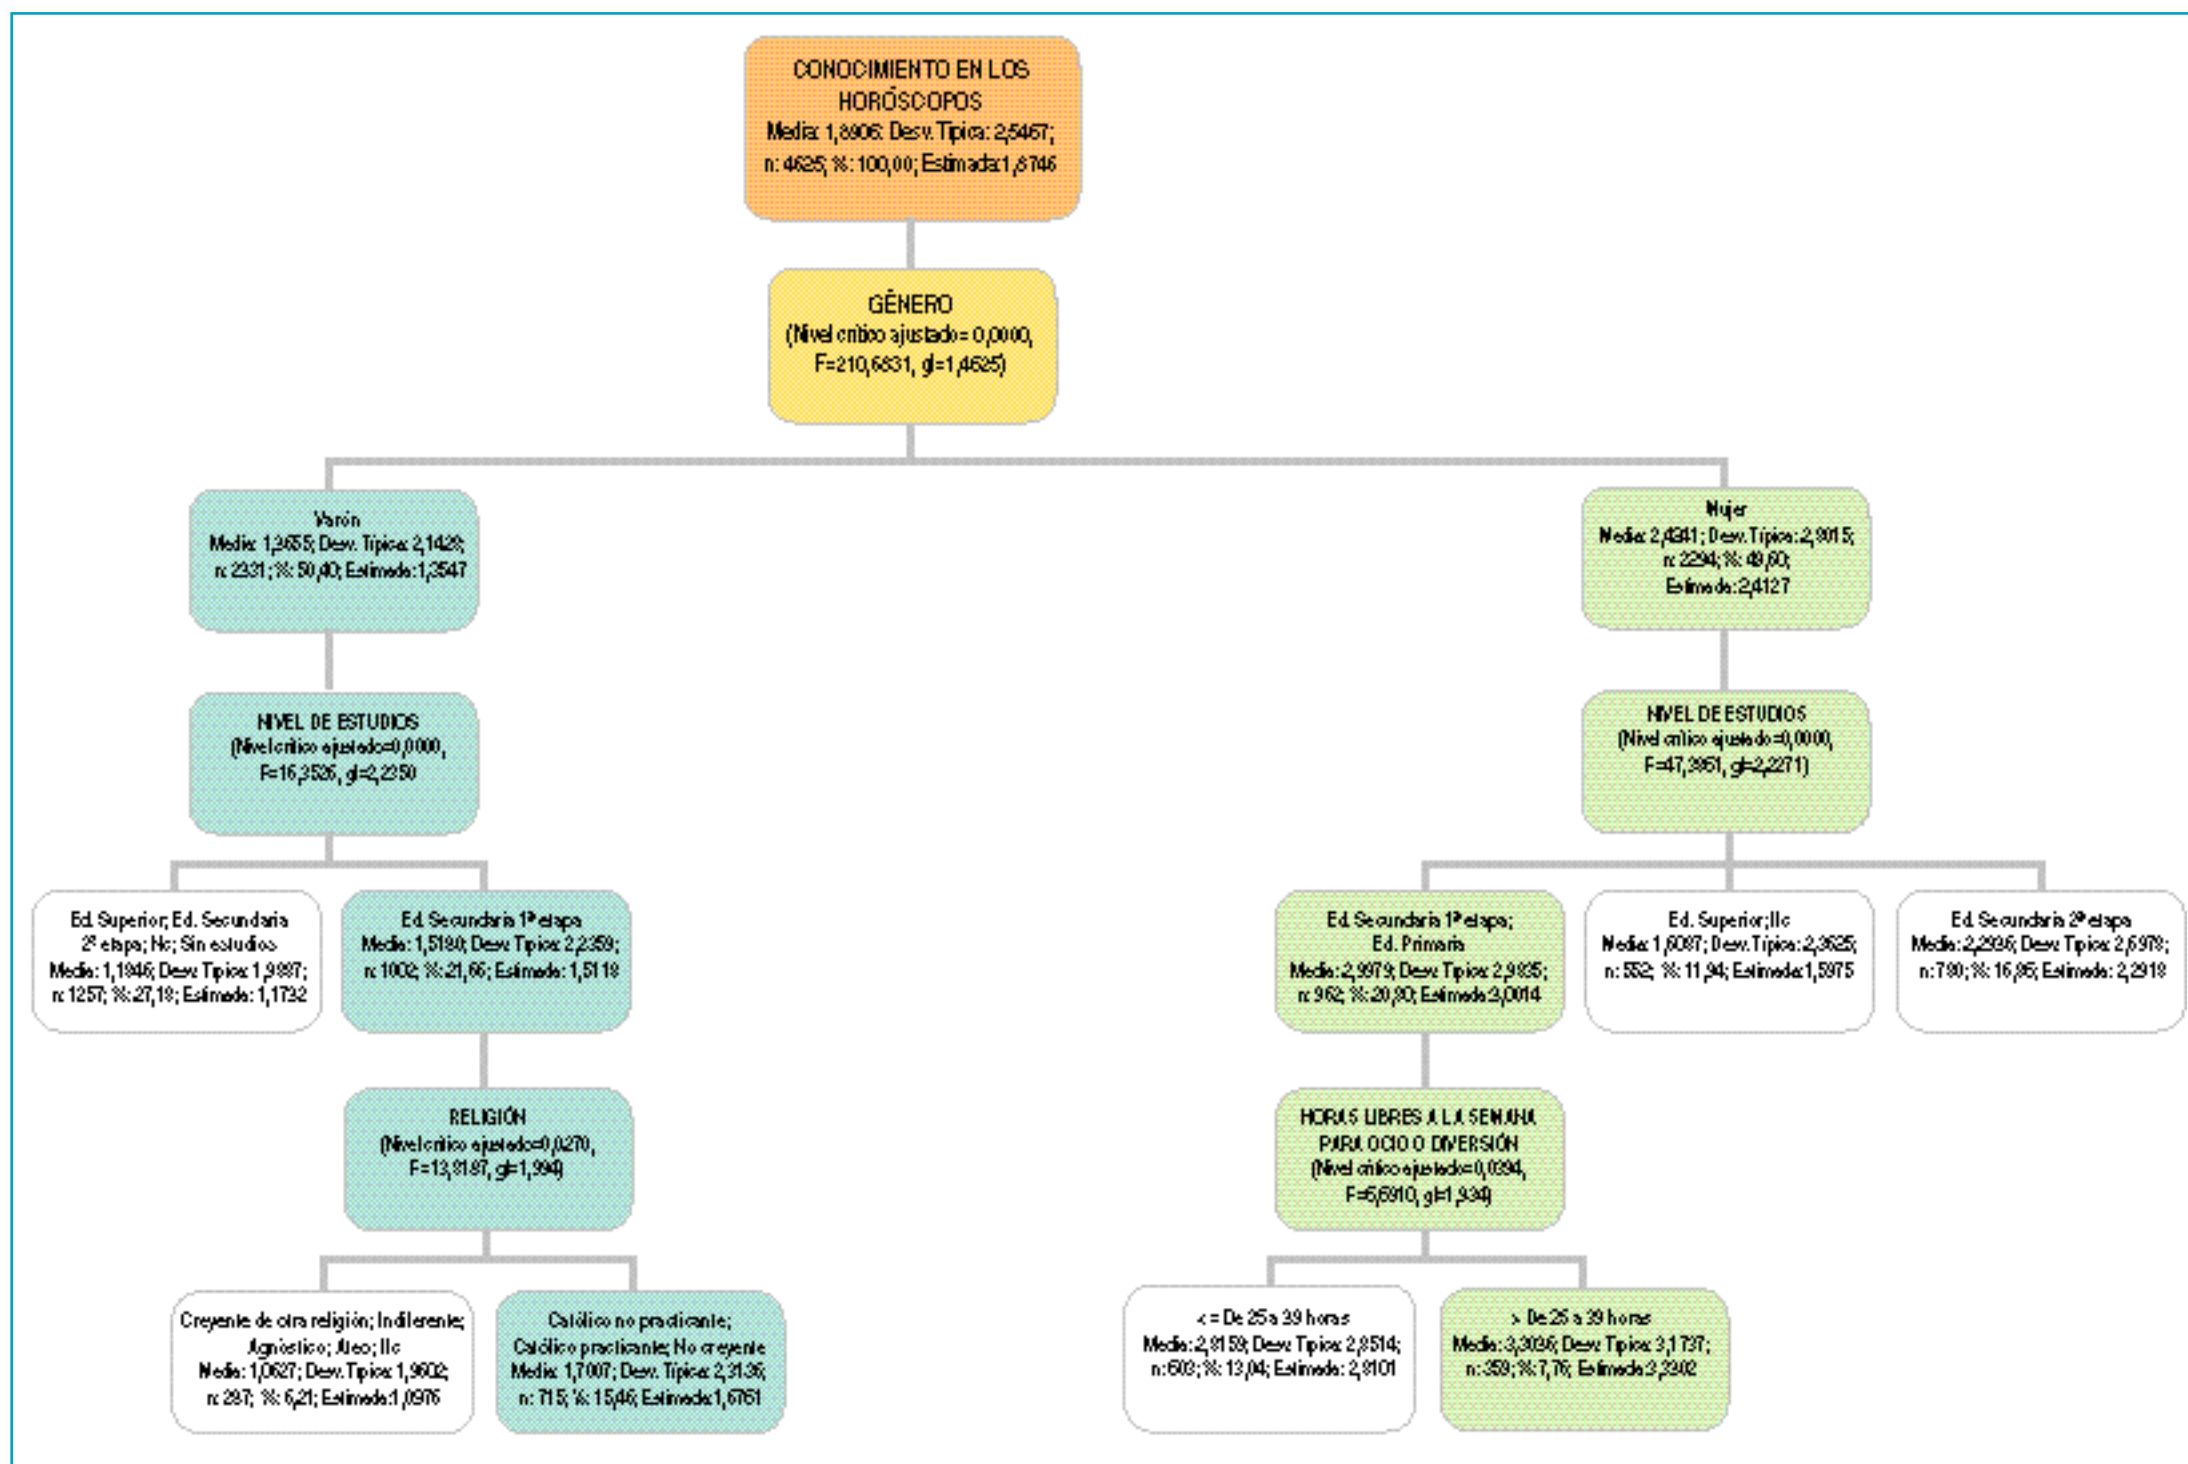 CONOCIMIENTO EN LOS
HORÓSCOPOS
Media: 1,8906; Desv. Típica: 2,5467;
n: 4625; %: 100,00; Estimada:1,8746
GÉNERO
(Nivel crítico ajustado= 0,0000,
F=210,6831, gl=1,4625)
Varón
Media: 1,3655; Desv. Típica: 2,1428;
n: 2331; %: 50,40; Estimada:1,3547
Mujer
Media: 2,4341; Desv. Típica: 2,8015;
n: 2294; %: 49,60;
Estimada: 2,4127
NIVEL DE ESTUDIOS
(Nivel crítico ajustado=0,0000,
F=16,3526, gl=2,2350
NIVEL DE ESTUDIOS
(Nivel crítico ajustado=0,0000,
F=47,3951, gl=2,2271)
Ed. Superior; Ed. Secundaria
2ª etapa; Nc; Sin estudios
Media: 1,1946; Desv. Típica: 1,9887;
n: 1257; %: 27,18; Estimada: 1,1732
Ed. Secundaria 1ª etapa
Media: 1,5180; Desv. Típica: 2,2359;
n: 1002; %: 21,66; Estimada: 1,5118
Ed. Secundaria 1ª etapa;
Ed. Primaria
Media: 2,9979; Desv. Típica: 2,9835;
n: 962; %: 20,80; Estimada:3,0014
Ed. Superior; Nc
Media: 1,6087; Desv. Típica: 2,3625;
n: 552; %: 11,94; Estimada:1,5975
Ed. Secundaria 2ª etapa
Media: 2,2936; Desv. Típica: 2,6978;
n: 780; %: 16,86; Estimada: 2,2918
RELIGIÓN
(Nivel crítico ajustado=0,0270,
F=13,8187, gl=1,994)
HORAS LIBRES A LA SEMANA
PARA OCIO O DIVERSIÓN
(Nivel crítico ajustado=0,0394,
F=6,6910, gl=1,934)
Creyente de otra religión; Indiferente;
Agnóstico; Ateo; Nc
Media: 1,0627; Desv. Típica: 1,9602;
n: 287; %: 6,21; Estimada:1,0976
Católico no practicante;
Católico practicante; No creyente
Media: 1,7007; Desv. Típica: 2,3136;
n: 715; %: 15,46; Estimada:1,6761
< = De 25 a 39 horas
Media: 2,8159; Desv. Típica: 2,8514;
n: 603; %: 13,04; Estimada: 2,8101
> De 25 a 39 horas
Media: 3,3036; Desv. Típica: 3,1737;
n: 359; %: 7,76; Estimada:3,3302